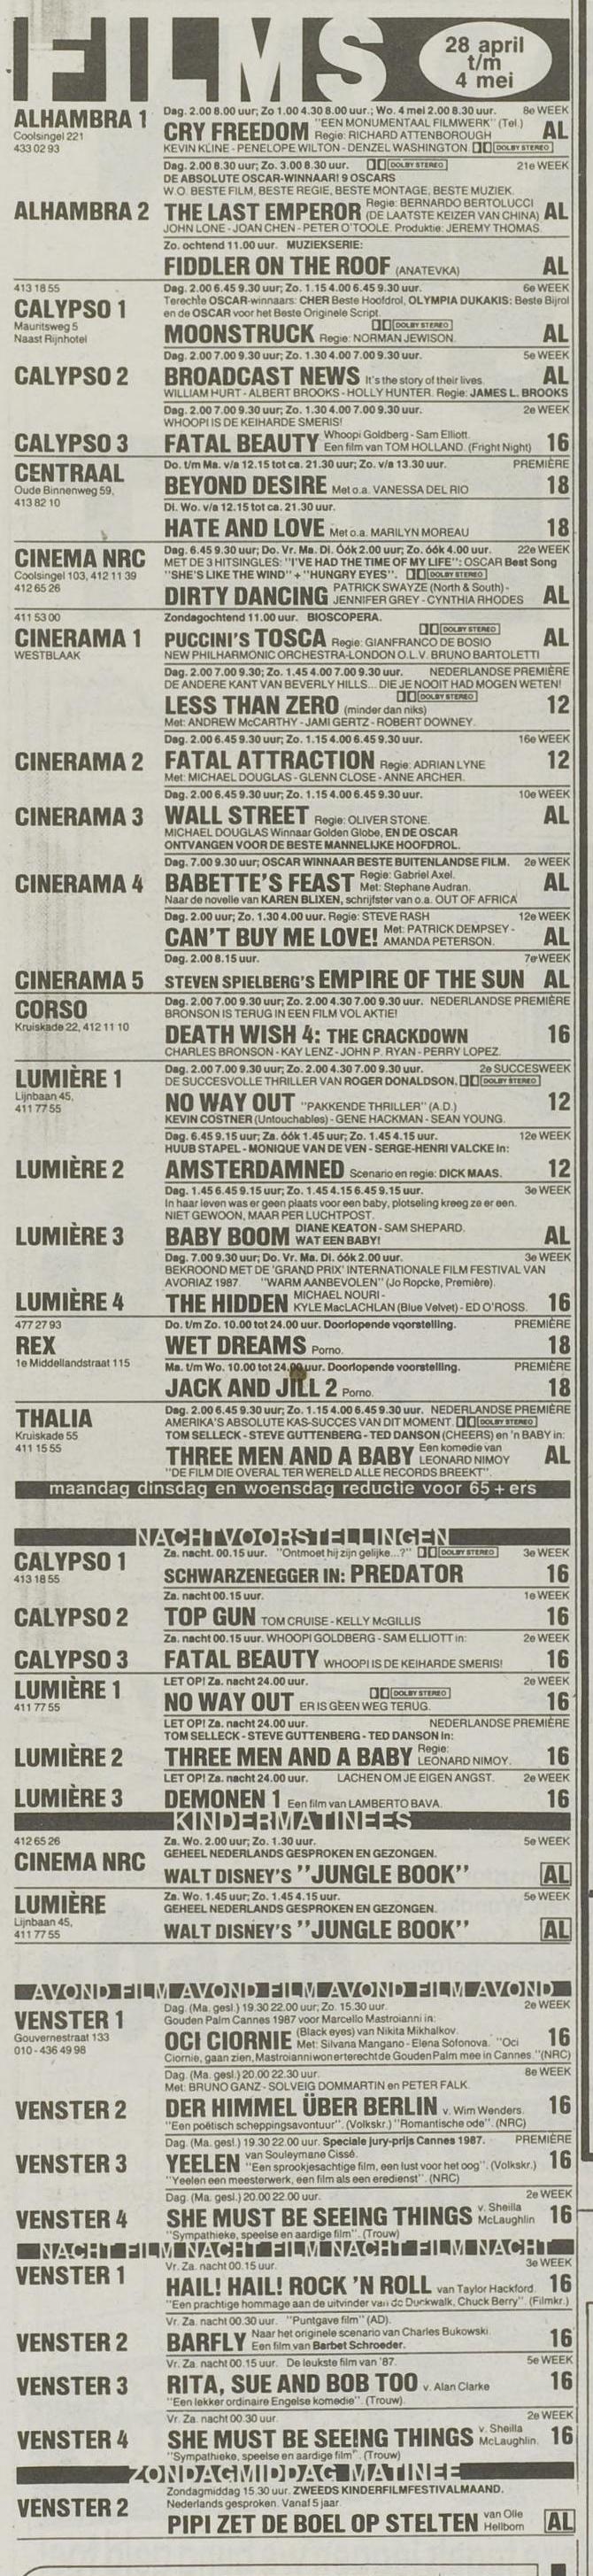 FILMS
28 april
t/m
4 mei
ALHAMBRA 1
Coolsingel 221
433 02 93
Dag. 2.00 8.00 uur; Zo 1.00 4.30 8.00 uur.; Wo. 4 mei 2.00 8.30 uur. 8e WEEK
"EEN MONUMENTAAL FILMWERK" (Tel.)
CRY FREEDOM Regie: RICHARD ATTENBOROUGH AL
KEVIN KLINE - PENELOPE WILTON - DENZEL WASHINGTON DOLBY STEREO
Dag. 2.00 8.30 uur; Zo. 3.00 8.30 uur. DOLBY STEREO 21e WEEK
DE ABSOLUTE OSCAR-WINNAAR! 9 OSCARS
W.O. BESTE FILM, BESTE REGIE, BESTE MONTAGE, BESTE MUZIEK.
ALHAMBRA 2 THE LAST EMPEROR Regie: BERNARDO BERTOLUCCI (DE LAATSTE KEIZER VAN CHINA) AL
JOHN LONE - JOAN CHEN - PETER O'TOOLE. Produktie: JEREMY THOMAS.
Zo. ochtend 11.00 uur. MUZIEKSERIE:
FIDDLER ON THE ROOF (ANATEVKA) AL
413 18 55
CALYPSO 1
Mauritsweg 5
Naast Rijnhotel
Dag. 2.00 6.45 9.30 uur; Zo. 1.15 4.00 6.45 9.30 uur. 6e WEEK
Terechte OSCAR-winnaars: CHER Beste Hoofdrol, OLYMPIA DUKAKIS: Beste Bijrol
en de OSCAR voor het Beste Originele Script.
DOLBY STEREO
MOONSTRUCK Regie: NORMAN JEWISON. AL
Dag. 2.00 7.00 9.30 uur; Zo. 1.30 4.00 7.00 9.30 uur. 5e WEEK
CALYPSO 2 BROADCAST NEWS It's the story of their lives. AL
WILLIAM HURT - ALBERT BROOKS - HOLLY HUNTER. Regie: JAMES L. BROOKS
Dag. 2.00 7.00 9.30 uur; Zo. 1.30 4.00 7.00 9.30 uur. 2e WEEK
WHOOPI IS DE KEIHARDE SMERIS!
CALYPSO 3 FATAL BEAUTY Whoopi Goldberg - Sam Elliott. Een film van TOM HOLLAND. (Fright Night) 16
CENTRAAL
Oude Binnenweg 59,
413 82 10
Do. t/m Ma. v/a 12.15 tot ca. 21.30 uur; Zo. v/a 13.30 uur. PREMIÈRE
BEYOND DESIRE Met o.a. VANESSA DEL RIO 18
Di. Wo. v/a 12.15 tot ca. 21.30 uur.
HATE AND LOVE Met o.a. MARILYN MOREAU 18
CINEMA NRC
Coolsingel 103, 412 11 39
412 65 26
Dag. 6.45 9.30 uur; Do. Vr. Ma. Di. Óók 2.00 uur; Zo. óók 4.00 uur. 22e WEEK
MET DE 3 HITSINGLES: "I'VE HAD THE TIME OF MY LIFE": OSCAR Best Song
"SHE'S LIKE THE WIND" + "HUNGRY EYES". DOLBY STEREO
DIRTY DANCING PATRICK SWAYZE (North & South) - JENNIFER GREY - CYNTHIA RHODES AL
411 53 00
CINERAMA 1
WESTBLAAK
Zondagochtend 11.00 uur. BIOSCOPERA.
DOLBY STEREO
PUCCINI'S TOSCA Regie: GIANFRANCO DE BOSIO AL
NEW PHILHARMONIC ORCHESTRA-LONDON O.L.V. BRUNO BARTOLETTI
Dag. 2.00 7.00 9.30; Zo. 1.45 4.00 7.00 9.30 uur. NEDERLANDSE PREMIÈRE
DE ANDERE KANT VAN BEVERLY HILLS... DIE JE NOOIT HAD MOGEN WETEN!
DOLBY STEREO
LESS THAN ZERO (minder dan niks) 12
Met: ANDREW McCARTHY - JAMI GERTZ - ROBERT DOWNEY.
Dag. 2.00 6.45 9.30 uur; Zo. 1.15 4.00 6.45 9.30 uur. 16e WEEK
CINERAMA 2 FATAL ATTRACTION Regie: ADRIAN LYNE 12
Met: MICHAEL DOUGLAS - GLENN CLOSE - ANNE ARCHER.
Dag. 2.00 6.45 9.30 uur; Zo. 1.15 4.00 6.45 9.30 uur. 10e WEEK
CINERAMA 3 WALL STREET Regie: OLIVER STONE. AL
MICHAEL DOUGLAS Winnaar Golden Globe, EN DE OSCAR
ONTVANGEN VOOR DE BESTE MANNELIJKE HOOFDROL.
Dag. 7.00 9.30 uur; OSCAR WINNAAR BESTE BUITENLANDSE FILM. 2e WEEK
CINERAMA 4 BABETTE'S FEAST Regie: Gabriel Axel. Met: Stephane Audran. AL
Naar de novelle van KAREN BLIXEN, schrijfster van o.a. OUT OF AFRICA
Dag. 2.00 uur; Zo. 1.30 4.00 uur. Regie: STEVE RASH 12e WEEK
CAN'T BUY ME LOVE! Met: PATRICK DEMPSEY - AMANDA PETERSON. AL
Dag. 2.00 8.15 uur. 7e WEEK
CINERAMA 5 STEVEN SPIELBERG'S EMPIRE OF THE SUN AL
CORSO
Kruiskade 22, 412 11 10
Dag. 2.00 7.00 9.30 uur; Zo. 2.00 4.30 7.00 9.30 uur. NEDERLANDSE PREMIÈRE
BRONSON IS TERUG IN EEN FILM VOL AKTIE!
DEATH WISH 4: THE CRACKDOWN 16
CHARLES BRONSON - KAY LENZ - JOHN P. RYAN - PERRY LOPEZ.
LUMIÈRE 1
Lijnbaan 45,
411 77 55
Dag. 2.00 7.00 9.30 uur; Zo. 2.00 4.30 7.00 9.30 uur. 2e SUCCESWEEK
DE SUCCESVOLLE THRILLER VAN ROGER DONALDSON. DOLBY STEREO
NO WAY OUT "PAKKENDE THRILLER" (A.D.) 12
KEVIN COSTNER (Untouchables) - GENE HACKMAN - SEAN YOUNG.
Dag. 6.45 9.15 uur; Za. óók 1.45 uur; Zo. 1.45 4.15 uur. 12e WEEK
HUUB STAPEL - MONIQUE VAN DE VEN - SERGE-HENRI VALCKE in:
LUMIÈRE 2 AMSTERDAMNED Scenario en regie: DICK MAAS. 12
Dag. 1.45 6.45 9.15 uur; Zo. 1.45 4.15 6.45 9.15 uur. 3e WEEK
In haar leven was er geen plaats voor een baby, plotseling kreeg ze er een.
NIET GEWOON, MAAR PER LUCHTPOST.
LUMIÈRE 3 BABY BOOM DIANE KEATON - SAM SHEPARD. WAT EEN BABY! AL
Dag. 7.00 9.30 uur; Do. Vr. Ma. Di. óók 2.00 uur. 3e WEEK
BEKROOND MET DE 'GRAND PRIX' INTERNATIONALE FILM FESTIVAL VAN
AVORIAZ 1987. "WARM AANBEVOLEN" (Jo Röpcke, Première).
LUMIÈRE 4 THE HIDDEN MICHAEL NOURI - KYLE MacLACHLAN (Blue Velvet) - ED O'ROSS. 16
477 27 93
REX
1e Middellandstraat 115
Do. t/m Zo. 10.00 tot 24.00 uur. Doorlopende voorstelling. PREMIÈRE
WET DREAMS Porno. 18
Ma. t/m Wo. 10.00 tot 24.00 uur. Doorlopende voorstelling. PREMIÈRE
JACK AND JILL 2 Porno. 18
THALIA
Kruiskade 55
411 15 55
Dag. 2.00 6.45 9.30 uur; Zo. 1.15 4.00 6.45 9.30 uur. NEDERLANDSE PREMIÈRE
AMERIKA'S ABSOLUTE KAS-SUCCES VAN DIT MOMENT. DOLBY STEREO
TOM SELLECK - STEVE GUTTENBERG - TED DANSON (CHEERS) en 'n BABY in:
THREE MEN AND A BABY Een komedie van LEONARD NIMOY AL
"DE FILM DIE OVERAL TER WERELD ALLE RECORDS BREEKT".
maandag dinsdag en woensdag reductie voor 65 + ers
NACHTVOORSTELLINGEN
CALYPSO 1
413 18 55
Za. nacht. 00.15 uur. "Ontmoet hij zijn gelijke...?" DOLBY STEREO 3e WEEK
SCHWARZENEGGER IN: PREDATOR 16
Za. nacht 00.15 uur. 1e WEEK
CALYPSO 2 TOP GUN TOM CRUISE - KELLY McGILLIS 16
Za. nacht 00.15 uur. WHOOPI GOLDBERG - SAM ELLIOTT in: 2e WEEK
CALYPSO 3 FATAL BEAUTY WHOOPI IS DE KEIHARDE SMERIS! 16
LUMIÈRE 1
411 77 55
LET OP! Za. nacht 24.00 uur. 2e WEEK
DOLBY STEREO
NO WAY OUT ER IS GEEN WEG TERUG. 16
LET OP! Za. nacht 24.00 uur. NEDERLANDSE PREMIÈRE
TOM SELLECK - STEVE GUTTENBERG - TED DANSON in:
LUMIÈRE 2 THREE MEN AND A BABY Regie: LEONARD NIMOY. 16
LET OP! Za. nacht 24.00 uur. LACHEN OM JE EIGEN ANGST. 2e WEEK
LUMIÈRE 3 DEMONEN 1 Een film van LAMBERTO BAVA. 16
KINDERMATINEES
412 65 26
CINEMA NRC
Za. Wo. 2.00 uur; Zo. 1.30 uur. 5e WEEK
GEHEEL NEDERLANDS GESPROKEN EN GEZONGEN.
WALT DISNEY'S "JUNGLE BOOK" AL
LUMIÈRE
Lijnbaan 45,
411 77 55
Za. Wo. 1.45 uur; Zo. 1.45 4.15 uur. 5e WEEK
GEHEEL NEDERLANDS GESPROKEN EN GEZONGEN.
WALT DISNEY'S "JUNGLE BOOK" AL
AVOND FILM AVOND FILM AVOND FILM AVOND
VENSTER 1
Gouvernestraat 133
010 - 436 49 98
Dag. (Ma. gesl.) 19.30 22.00 uur; Zo. 15.30 uur. 2e WEEK
Gouden Palm Cannes 1987 voor Marcello Mastroianni in:
OCI CIORNIE (Black eyes) van Nikita Mikhalkov. Met: Silvana Mangano - Elena Sofonova. "Oci 16
Ciornie, gaan zien, Mastroianni won terecht de Gouden Palm mee in Cannes." (NRC)
Dag. (Ma. gesl.) 20.00 22.30 uur. 8e WEEK
Met: BRUNO GANZ - SOLVEIG DOMMARTIN en PETER FALK.
VENSTER 2 DER HIMMEL ÜBER BERLIN v. Wim Wenders. 16
"Een poëtisch scheppingsavontuur". (Volkskr.) "Romantische ode". (NRC)
Dag. (Ma. gesl.) 19.30 22.00 uur. Speciale jury-prijs Cannes 1987. PREMIÈRE
VENSTER 3 YEELEN van Souleymane Cissé. "Een sprookjesachtige film, een lust voor het oog". (Volkskr.) 16
"Yeelen een meesterwerk, een film als een eredienst". (NRC)
Dag. (Ma. gesl.) 20.00 22.00 uur. 2e WEEK
VENSTER 4 SHE MUST BE SEEING THINGS v. Sheilla McLaughlin 16
"Sympathieke, speelse en aardige film". (Trouw)
NACHT FILM NACHT FILM NACHT FILM NACHT
Vr. Za. nacht 00.15 uur. 3e WEEK
VENSTER 1 HAIL! HAIL! ROCK 'N ROLL van Taylor Hackford. 16
"Een prachtige hommage aan de uitvinder van de Duckwalk, Chuck Berry". (Filmkr.)
Vr. Za. nacht 00.30 uur. "Puntgave film" (AD).
VENSTER 2 BARFLY Naar het originele scenario van Charles Bukowski. Een film van Barbet Schroeder. 16
Vr. Za. nacht 00.15 uur. De leukste film van '87. 5e WEEK
VENSTER 3 RITA, SUE AND BOB TOO v. Alan Clarke 16
"Een lekker ordinaire Engelse komedie". (Trouw)
Vr. Za. nacht 00.30 uur. 2e WEEK
VENSTER 4 SHE MUST BE SEEING THINGS v. Sheilla McLaughlin. 16
"Sympathieke, speelse en aardige film". (Trouw)
ZONDAGMIDDAG MATINEE
Zondagmiddag 15.30 uur. ZWEEDS KINDERFILMFESTIVALMAAND.
VENSTER 2 Nederlands gesproken. Vanaf 5 jaar.
PIPI ZET DE BOEL OP STELTEN van Olle Hellbom AL